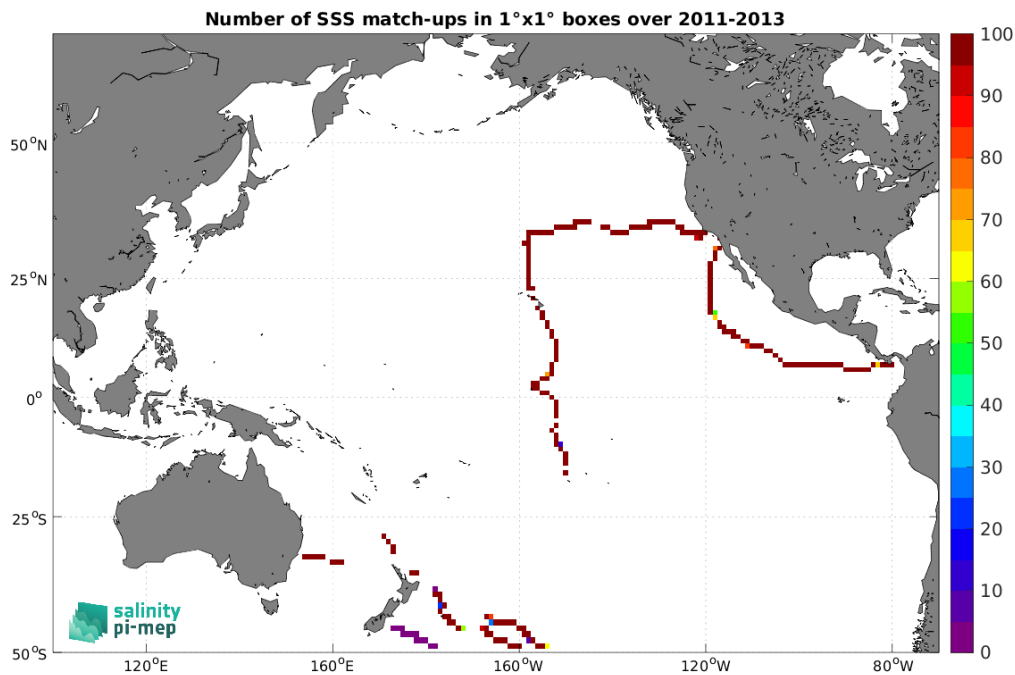 Number of SSS match-ups in 1°x1° boxes over 2011-2013
50°N
25°N
0°
25°S
50°S
120°E
160°E
160°W
120°W
80°W
100
90
80
70
60
50
40
30
20
10
0
salinity
pi-mep